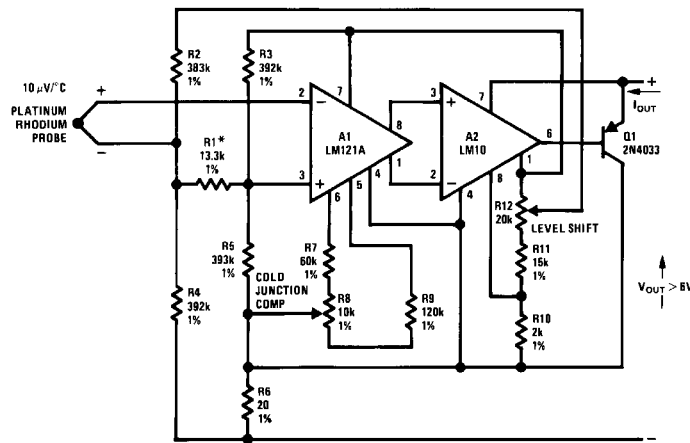 10 µV/°C
PLATINUM
RHODIUM
PROBE
+
−
R2
383k
1%
R3
392k
1%
R1*
13.3k
1%
R4
392k
1%
R5
393k
1%
R6
20
1%
COLD
JUNCTION
COMP
2
−
3
+
7
8
1
A1
LM121A
6
5
4
R7
60k
1%
R8
10k
1%
R9
120k
1%
3
+
2
−
7
A2
LM10
6
1
8
4
R12
20k
LEVEL SHIFT
R11
15k
1%
R10
2k
1%
+
IOUT
Q1
2N4033
VOUT > 6V
−